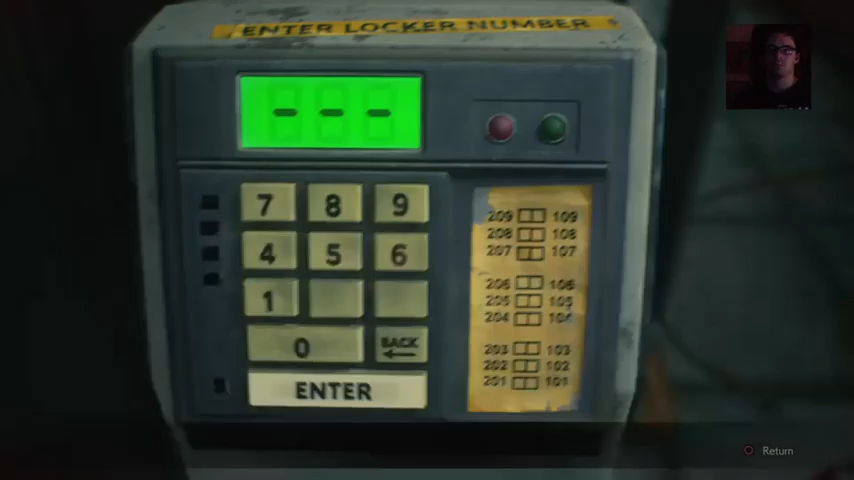 ENTER LOCKER NUMBER
- - -
7 8 9
4 5 6
1
0 BACK
ENTER
209 109
208 108
207 107
206 106
205 105
204 104
203 103
202 102
201 101
Return